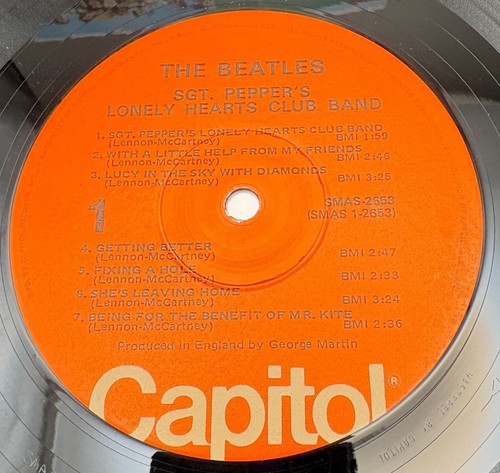 THE BEATLES
SGT. PEPPER'S
LONELY HEARTS CLUB BAND
1. SGT. PEPPER'S LONELY HEARTS CLUB BAND
(Lennon-McCartney) BMI 1:59
2. WITH A LITTLE HELP FROM MY FRIENDS
(Lennon-McCartney) BMI 2:46
3. LUCY IN THE SKY WITH DIAMONDS
(Lennon-McCartney) BMI 3:25
1
SMAS-2653
(SMAS 1-2653)
4. GETTING BETTER
(Lennon-McCartney) BMI 2:47
5. FIXING A HOLE
(Lennon-McCartney) BMI 2:33
6. SHE'S LEAVING HOME
(Lennon-McCartney) BMI 3:24
7. BEING FOR THE BENEFIT OF MR. KITE
(Lennon-McCartney) BMI 2:36
Produced in England by George Martin
Capitol®